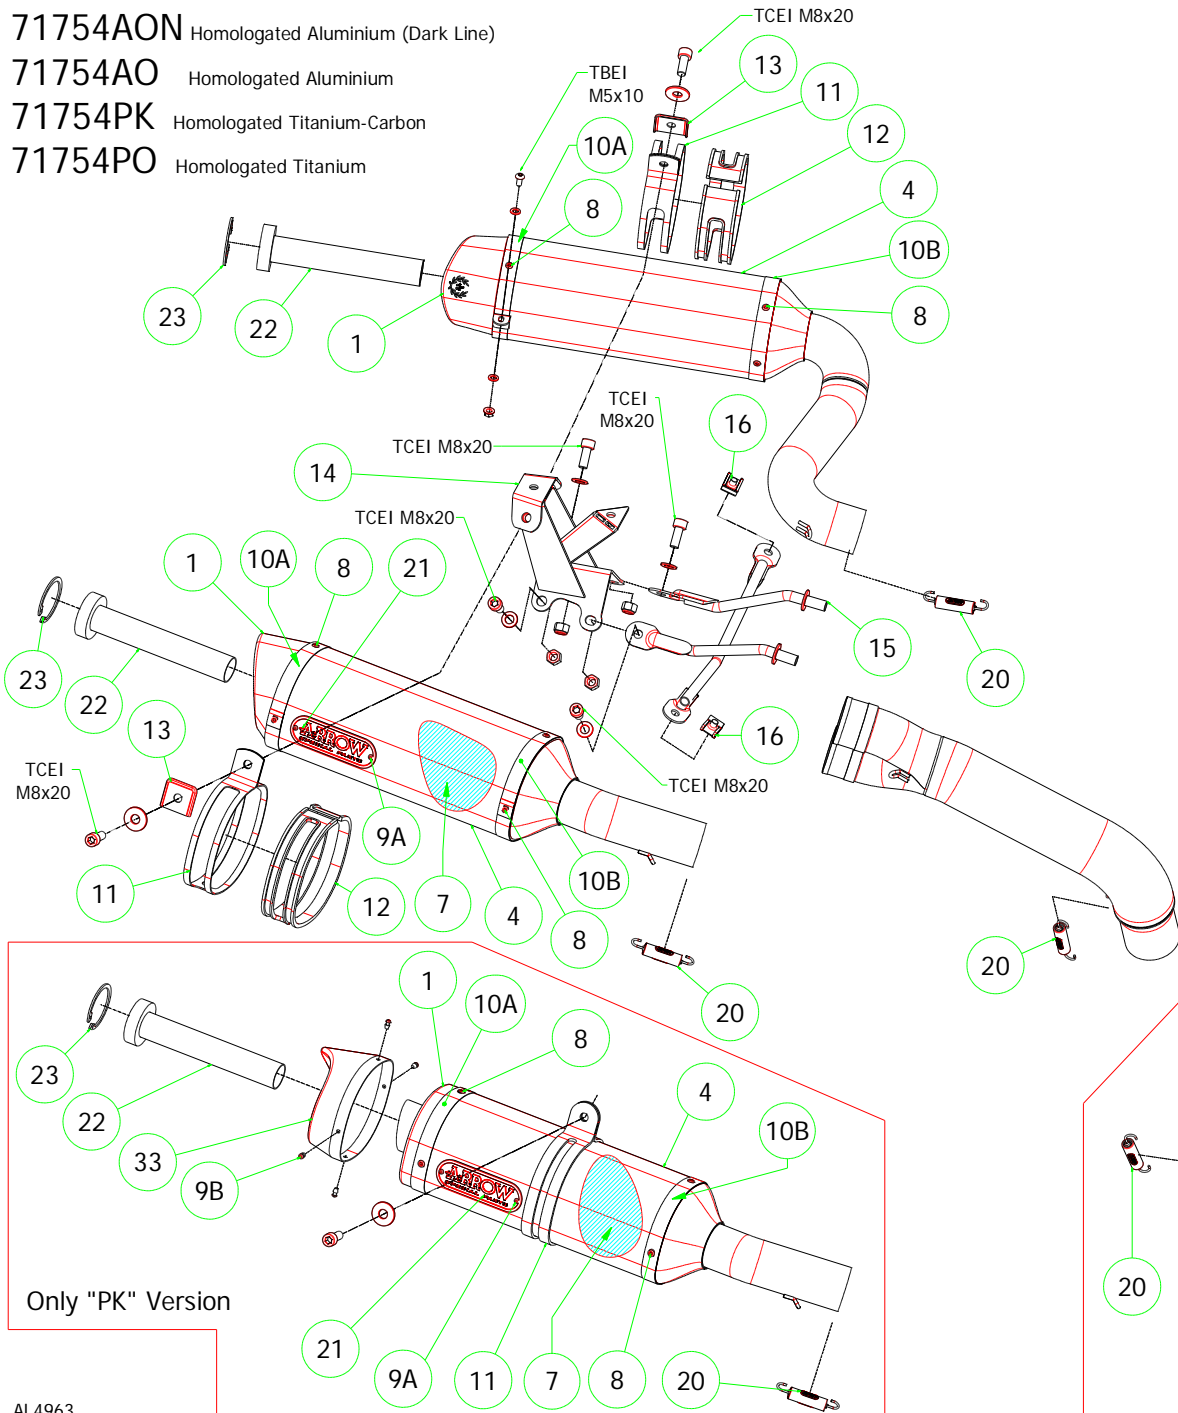 71754AON Homologated Aluminium (Dark Line)
71754AO Homologated Aluminium
71754PK Homologated Titanium-Carbon
71754PO Homologated Titanium
TCEI M8x20
13
TBEI
M5x10
11
10A
12
8
4
10B
23
22
1
8
TCEI
M8x20
16
TCEI M8x20
14
TCEI M8x20
1
10A
8
21
15
20
23
22
16
13
TCEI
M8x20
TCEI M8x20
ARROW
9A
11
12
7
4
10B
8
20
20
1
10A
8
23
22
4
10B
33
9B
ARROW
20
Only "PK" Version
21
9A
11
7
8
20
AL4963